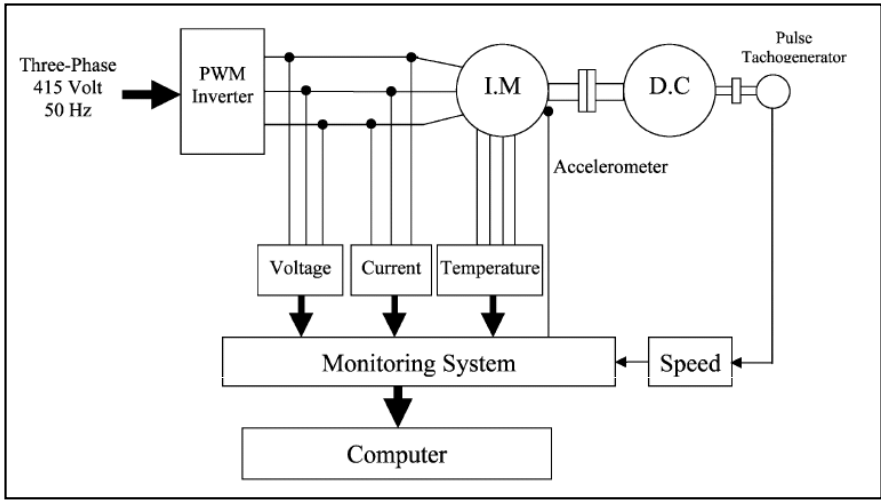 Three-Phase
415 Volt
50 Hz
PWM
Inverter
I.M
D.C
Pulse
Tachogenerator
Accelerometer
Voltage
Current
Temperature
Monitoring System
Speed
Computer